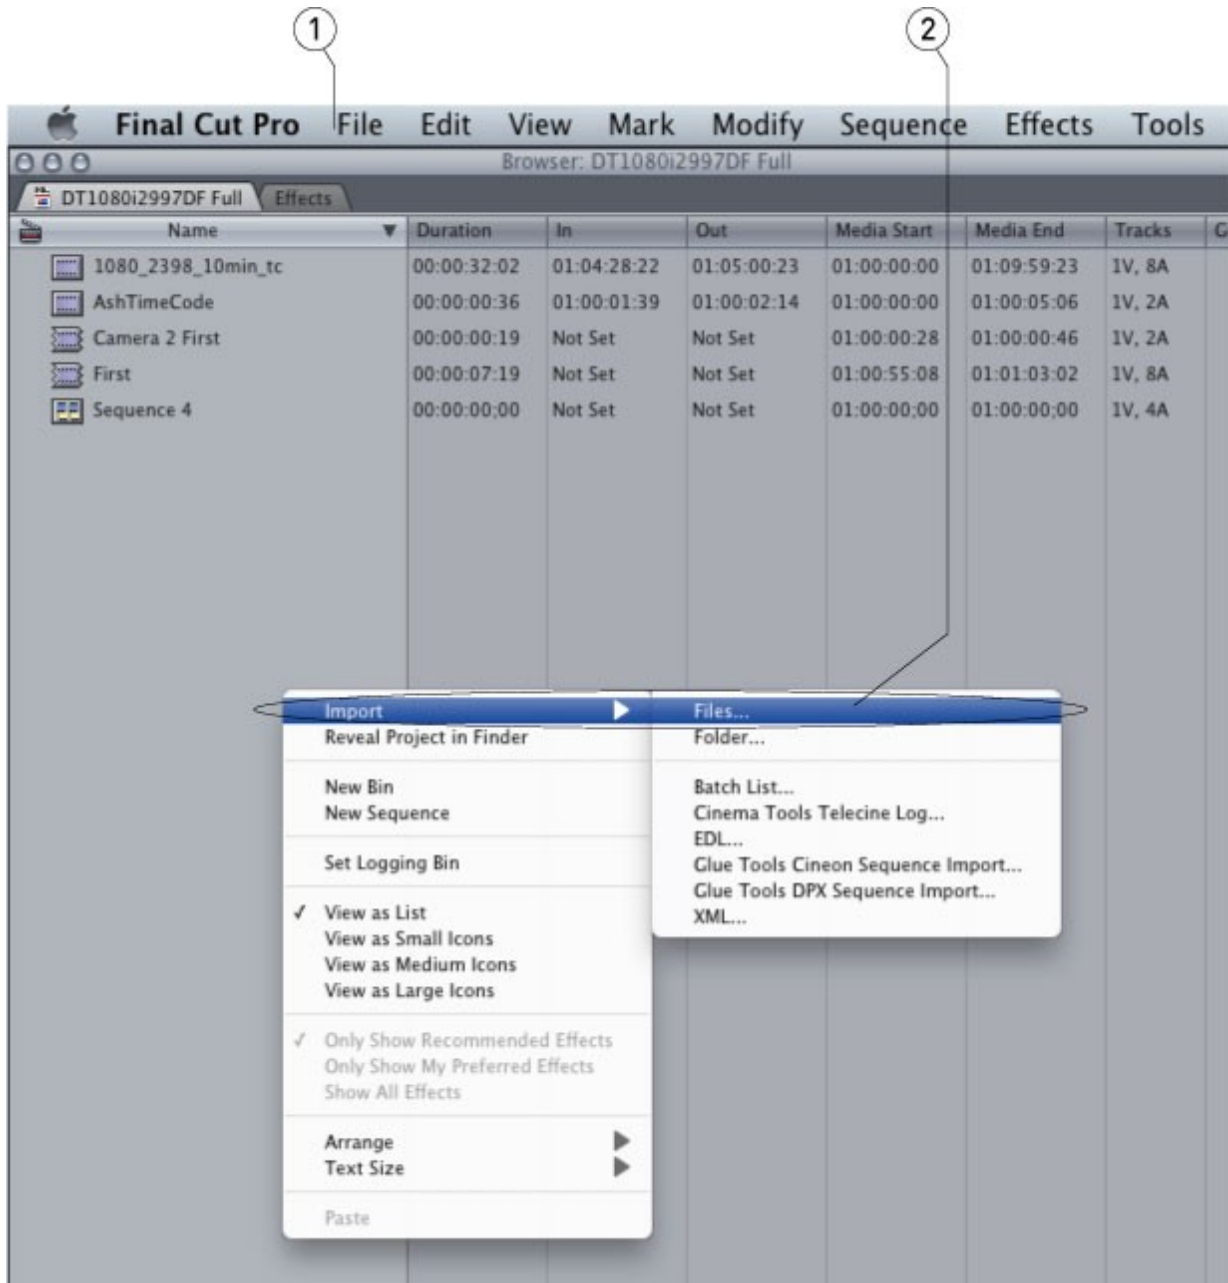 1 2
Final Cut Pro File Edit View Mark Modify Sequence Effects Tools
Browser: DT1080i2997DF Full
DT1080i2997DF Full Effects
Name Duration In Out Media Start Media End Tracks
1080_2398_10min_tc 00:00:32:02 01:04:28:22 01:05:00:23 01:00:00:00 01:09:59:23 1V, 8A
AshTimeCode 00:00:00:36 01:00:01:39 01:00:02:14 01:00:00:00 01:00:05:06 1V, 2A
Camera 2 First 00:00:00:19 Not Set Not Set 01:00:00:28 01:00:00:46 1V, 2A
First 00:00:07:19 Not Set Not Set 01:00:55:08 01:01:03:02 1V, 8A
Sequence 4 00:00:00;00 Not Set Not Set 01:00:00;00 01:00:00;00 1V, 4A
Import
Reveal Project in Finder
New Bin
New Sequence
Set Logging Bin
✓ View as List
View as Small Icons
View as Medium Icons
View as Large Icons
✓ Only Show Recommended Effects
Only Show My Preferred Effects
Show All Effects
Arrange
Text Size
Paste
Files...
Folder...
Batch List...
Cinema Tools Telecine Log...
EDL...
Glue Tools Cineon Sequence Import...
Glue Tools DPX Sequence Import...
XML...